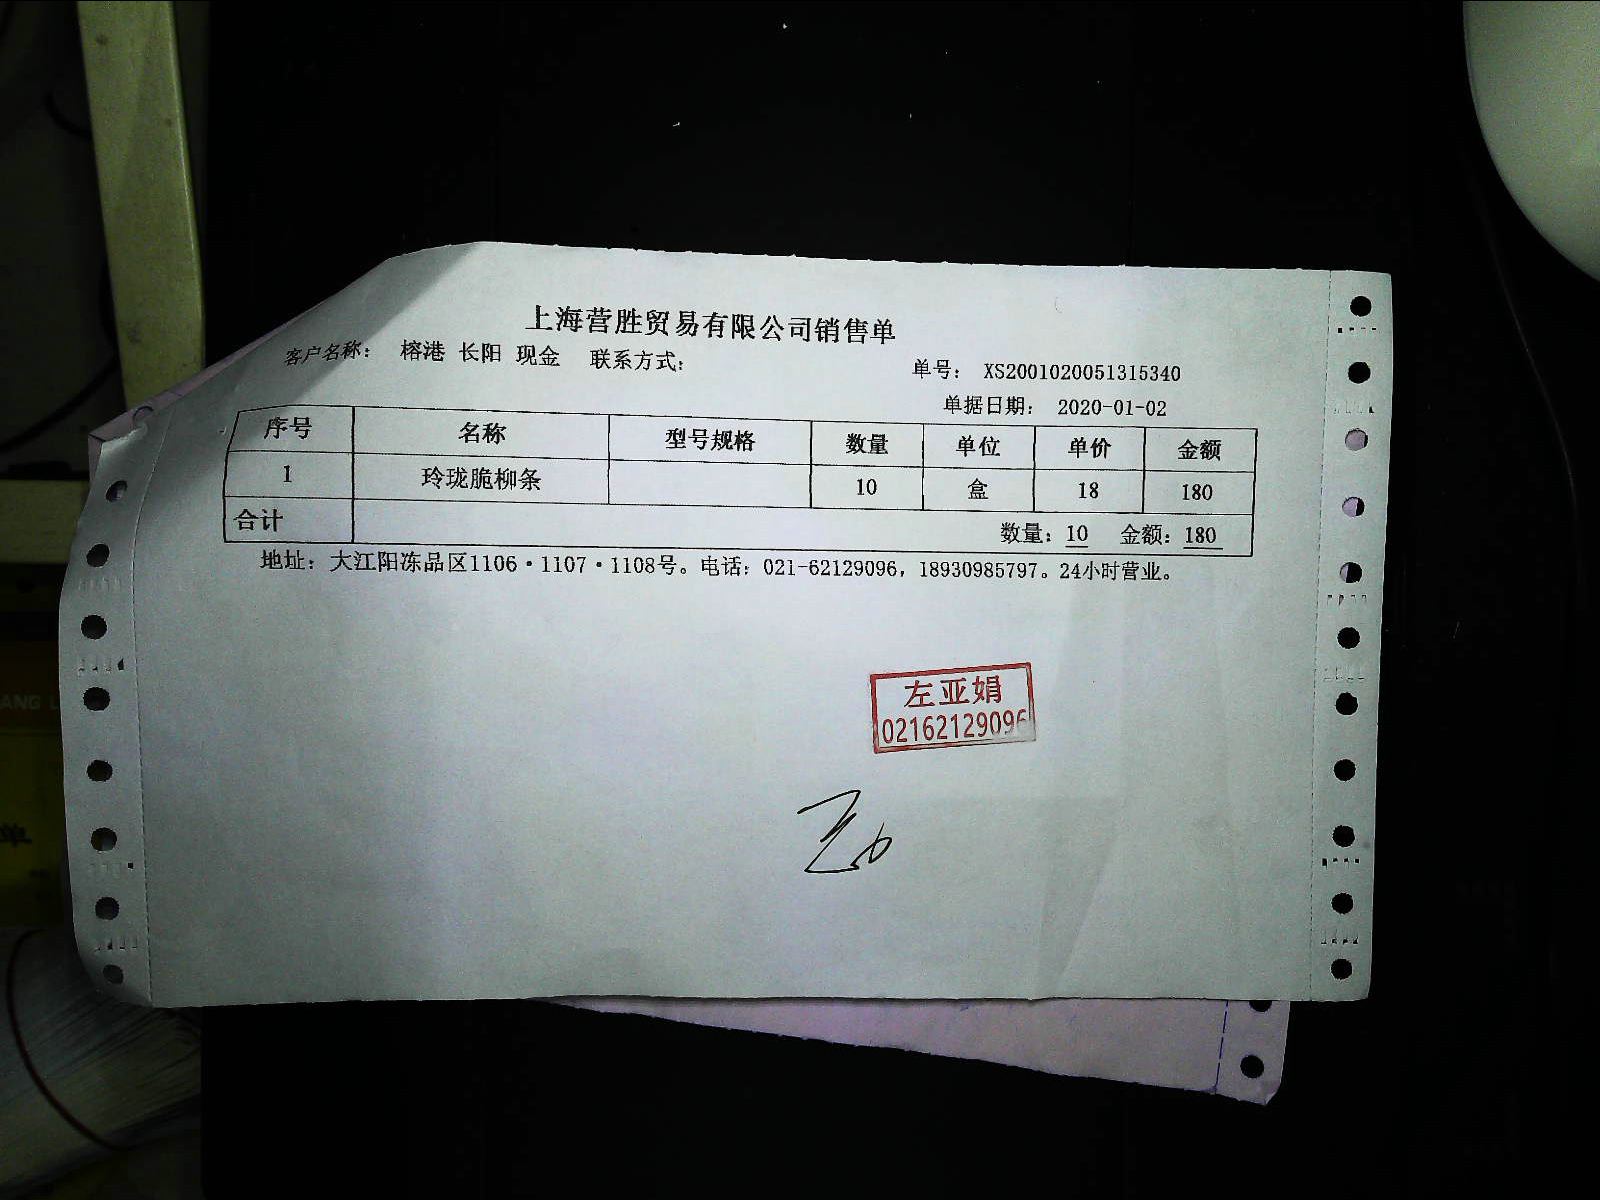 上海营胜贸易有限公司销售单
客户名称： 榕港 长阳 现金 联系方式： 单号： XS2001020051315340
单据日期： 2020-01-02
序号 名称 型号规格 数量 单位 单价 金额
1 玲珑脆柳条 10 盒 18 180
合计 数量：10 金额：180
地址：大江阳冻品区1106·1107·1108号。电话：021-62129096，18930985797。24小时营业。
左亚娟
02162129096
ANG L
单